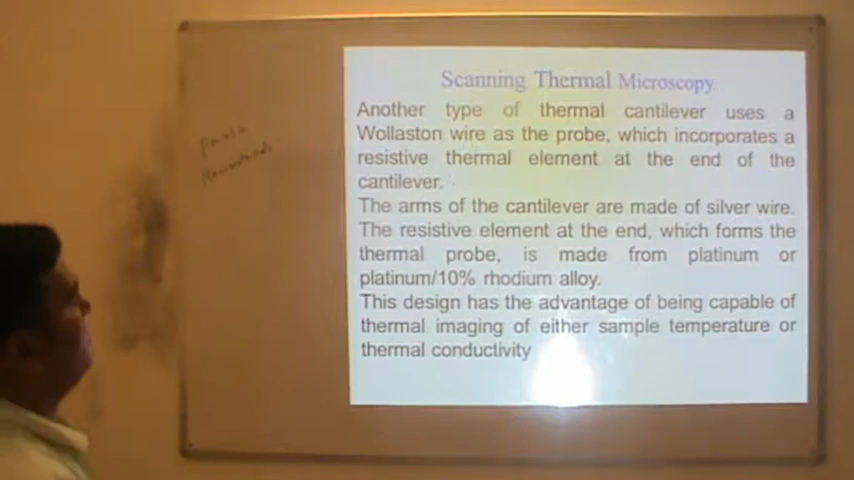 Scanning Thermal Microscopy
Another type of thermal cantilever uses a
Wollaston wire as the probe, which incorporates a
resistive thermal element at the end of the
cantilever.
The arms of the cantilever are made of silver wire.
The resistive element at the end, which forms the
thermal probe, is made from platinum or
platinum/10% rhodium alloy.
This design has the advantage of being capable of
thermal imaging of either sample temperature or
thermal conductivity